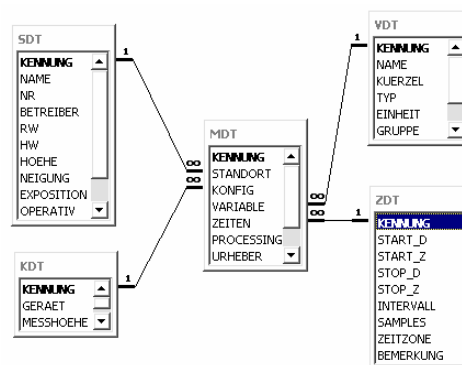 SDT
KENNUNG
NAME
NR
BETREIBER
RW
HW
HOEHE
NEIGUNG
EXPOSITION
OPERATIV
1
KDT
KENNUNG
GERAET
MESSHOEHE
1
MDT
KENNUNG
STANDORT
KONFIG
VARIABLE
ZEITEN
PROCESSING
URHEBER
∞
∞
∞
∞
VDT
KENNUNG
NAME
KUERZEL
TYP
EINHEIT
GRUPPE
1
ZDT
KENNUNG
START_D
START_Z
STOP_D
STOP_Z
INTERVALL
SAMPLES
ZEITZONE
BEMERKUNG
1